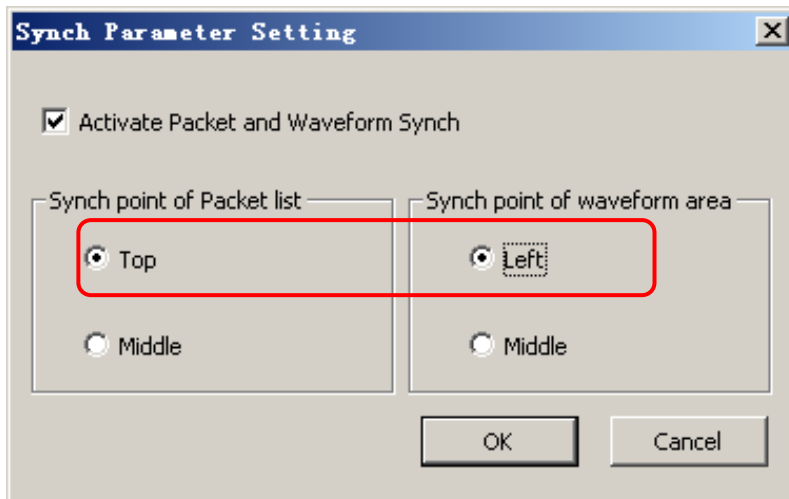 Synch Parameter Setting
Activate Packet and Waveform Synch
Synch point of Packet list
Synch point of waveform area
Top
Left
Middle
Middle
OK
Cancel